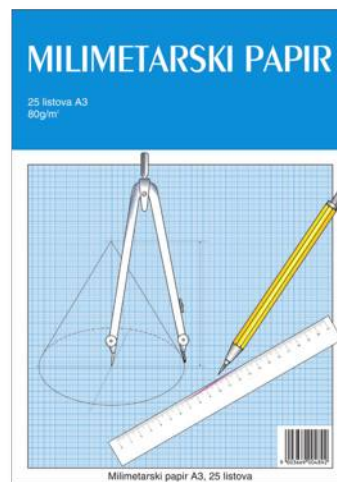 MILIMETARSKI PAPIR
25 listova A3
80g/m²
Milimetarski papir A3, 25 listova